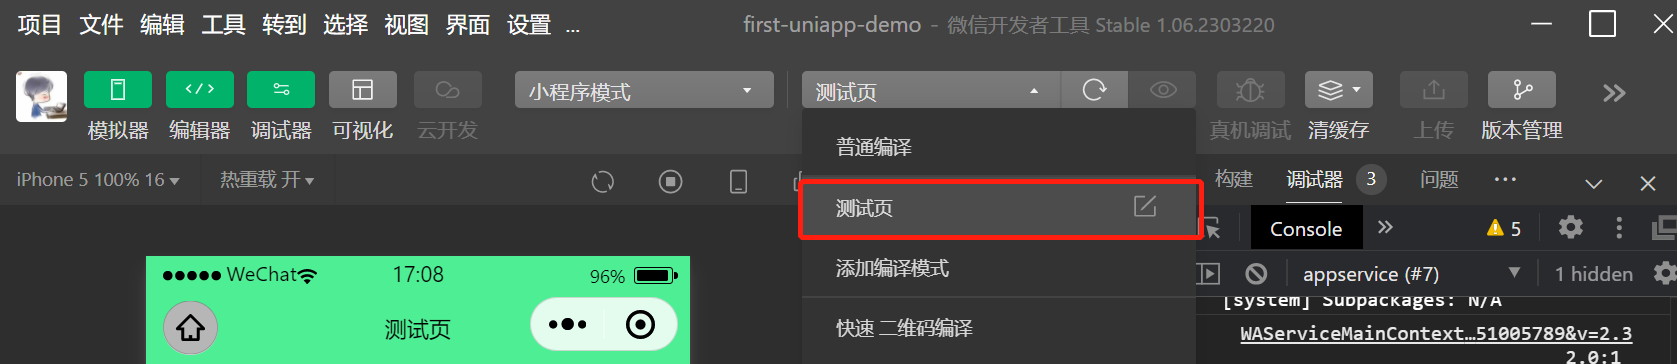 项目 文件 编辑 工具 转到 选择 视图 界面 设置 ... first-uniapp-demo - 微信开发者工具 Stable 1.06.2303220
小程序模式 测试页
模拟器 编辑器 调试器 可视化 云开发 真机调试 清缓存 上传 版本管理
普通编译
iPhone 5 100% 16 热重载 开 构建 调试器 3 问题 ...
测试页
Console 5
添加编译模式
WeChat 17:08 96% appservice (#7) 1 hidden
[system] Subpackages: N/A
测试页 快速 二维码编译
WAServiceMainContext…51005789&v=2.3
2.0:1